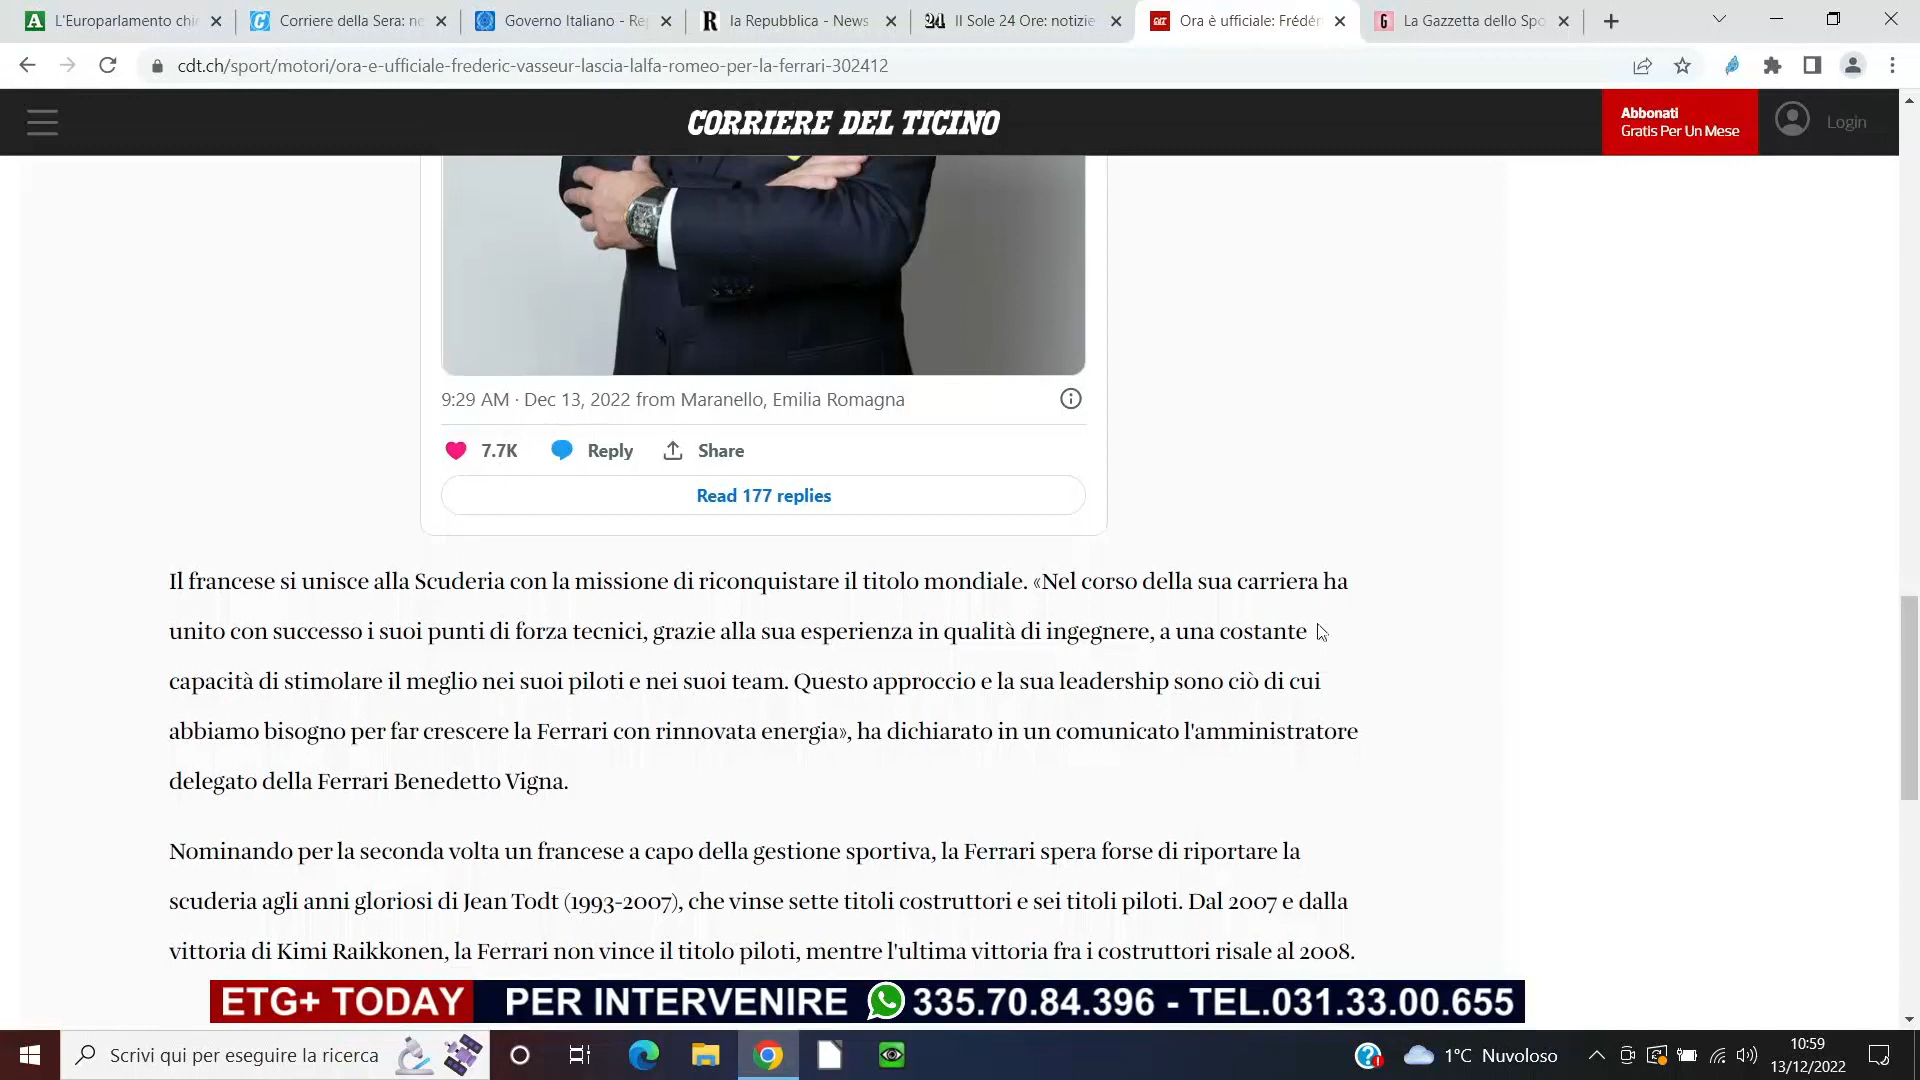 L'Europarlamento chie
Corriere della Sera: ne
Governo Italiano - Rep
la Repubblica - News
Il Sole 24 Ore: notizie
Ora è ufficiale: Frédér
La Gazzetta dello Spo
cdt.ch/sport/motori/ora-e-ufficiale-frederic-vasseur-lascia-lalfa-romeo-per-la-ferrari-302412
CORRIERE DEL TICINO
Abbonati
Gratis Per Un Mese
Login
9:29 AM · Dec 13, 2022 from Maranello, Emilia Romagna
7.7K Reply Share
Read 177 replies
Il francese si unisce alla Scuderia con la missione di riconquistare il titolo mondiale. «Nel corso della sua carriera ha
unito con successo i suoi punti di forza tecnici, grazie alla sua esperienza in qualità di ingegnere, a una costante
capacità di stimolare il meglio nei suoi piloti e nei suoi team. Questo approccio e la sua leadership sono ciò di cui
abbiamo bisogno per far crescere la Ferrari con rinnovata energia», ha dichiarato in un comunicato l'amministratore
delegato della Ferrari Benedetto Vigna.
Nominando per la seconda volta un francese a capo della gestione sportiva, la Ferrari spera forse di riportare la
scuderia agli anni gloriosi di Jean Todt (1993-2007), che vinse sette titoli costruttori e sei titoli piloti. Dal 2007 e dalla
vittoria di Kimi Raikkonen, la Ferrari non vince il titolo piloti, mentre l'ultima vittoria fra i costruttori risale al 2008.
ETG+ TODAY PER INTERVENIRE 335.70.84.396 - TEL.031.33.00.655
Scrivi qui per eseguire la ricerca
1°C Nuvoloso
10:59
13/12/2022